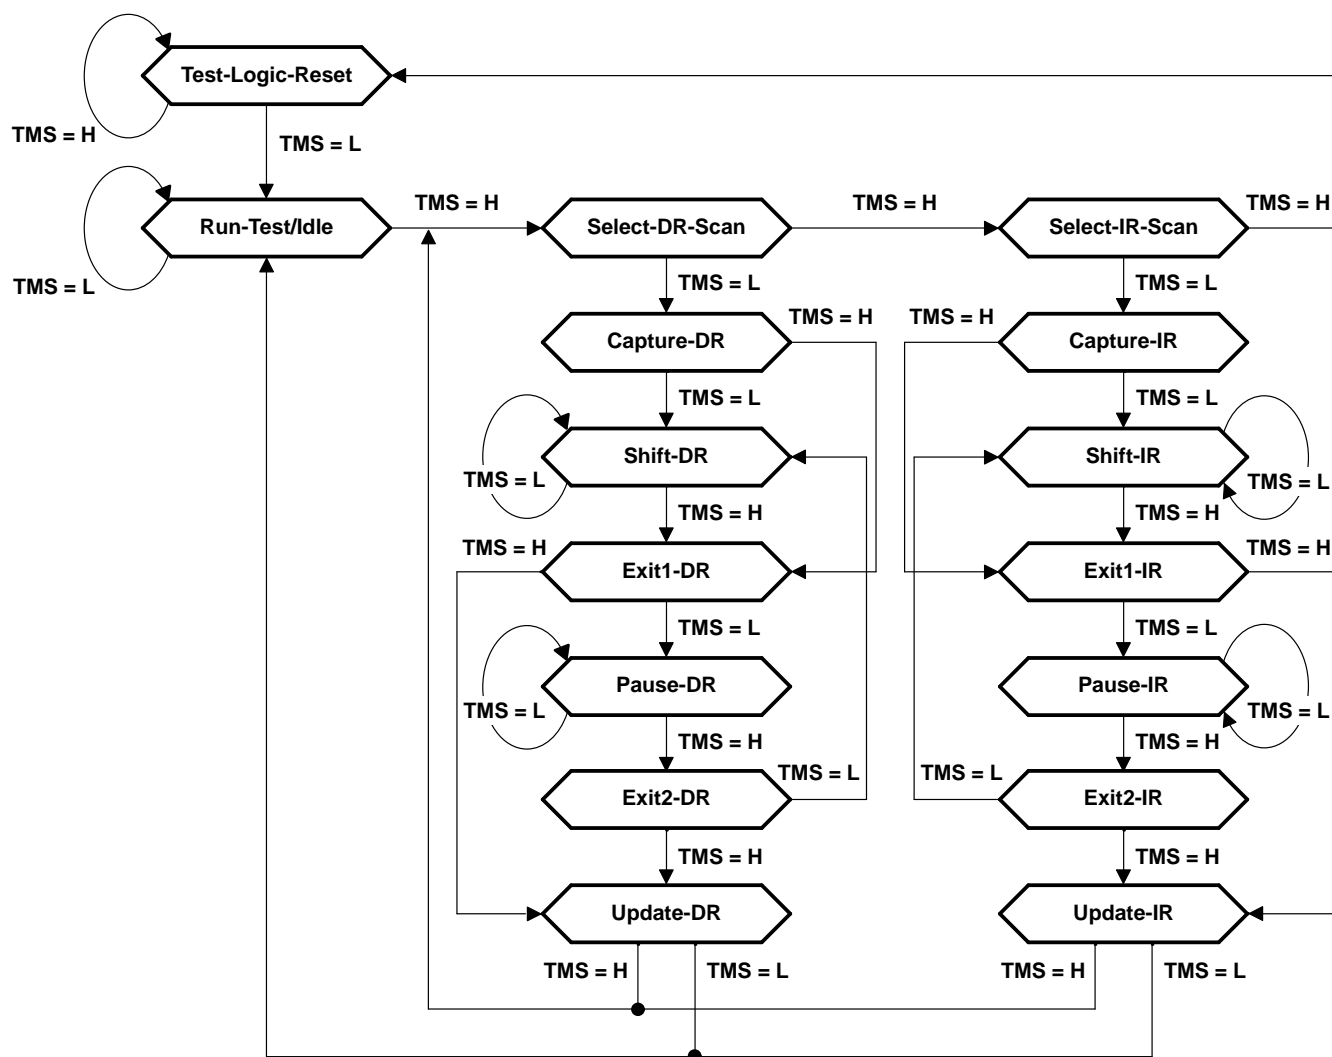 Test-Logic-Reset
TMS = H
TMS = L
TMS = H
TMS = H
TMS = H
Run-Test/Idle
Select-DR-Scan
Select-IR-Scan
TMS = L
TMS = L
TMS = L
TMS = H
TMS = H
Capture-DR
Capture-IR
TMS = L
TMS = L
Shift-DR
Shift-IR
TMS = L
TMS = L
TMS = H
TMS = H
TMS = H
TMS = H
Exit1-DR
Exit1-IR
TMS = L
TMS = L
Pause-DR
Pause-IR
TMS = L
TMS = L
TMS = H
TMS = H
TMS = L
TMS = L
Exit2-DR
Exit2-IR
TMS = H
TMS = H
Update-DR
Update-IR
TMS = H
TMS = L
TMS = H
TMS = L